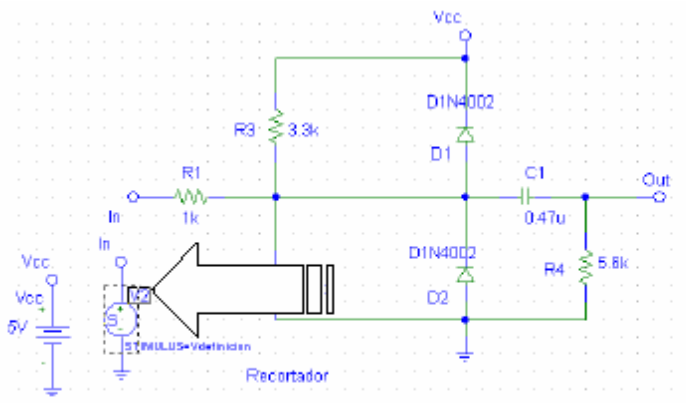 Vcc
D1N4002
R3 3.3k
D1
R1
C1
Out
In
1k
0.47u
In
D1N4002
R4 5.6k
Vcc
D2
Vcc
+
5V
-
STIMULUS=Vdefinicion
Recortador